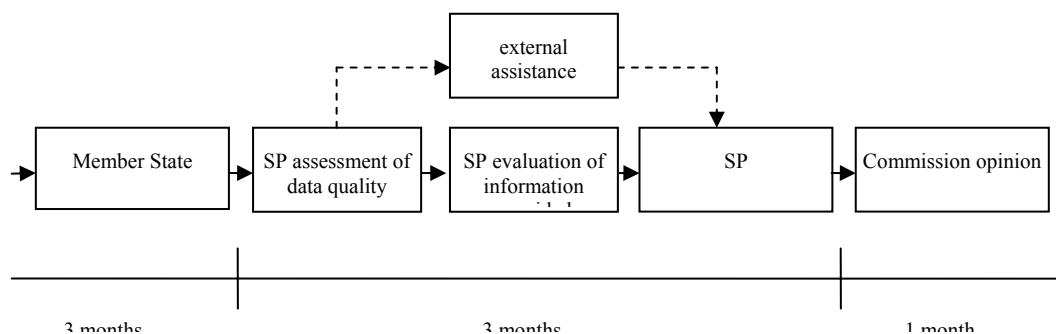 external
assistance
Member State
SP assessment of
data quality
SP evaluation of
information
SP
Commission opinion
3 months
3 months
1 month